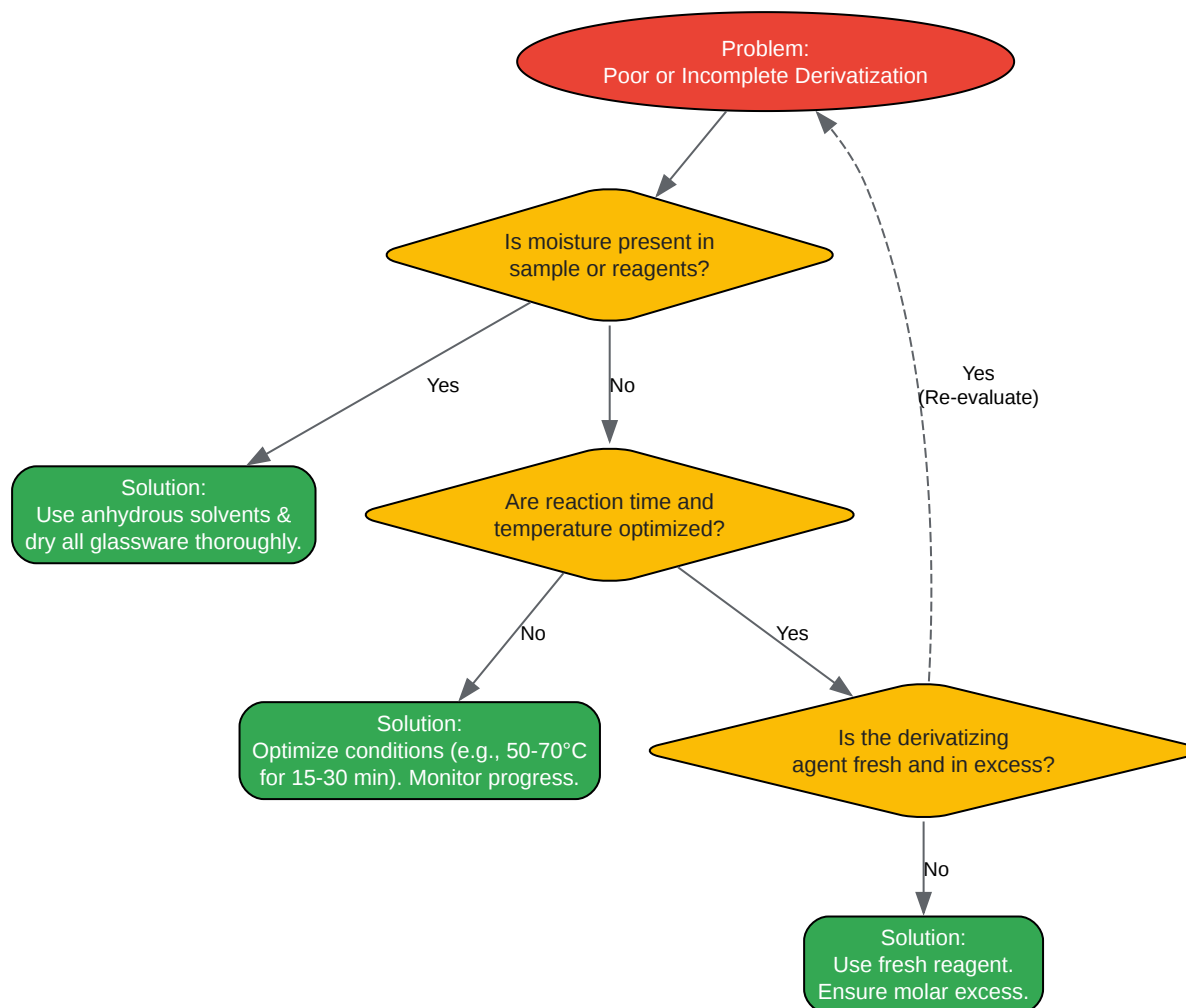 Problem:
Poor or Incomplete Derivatization
Is moisture present in
sample or reagents?
Yes
No
Yes
(Re-evaluate)
Solution:
Use anhydrous solvents &
dry all glassware thoroughly.
Are reaction time and
temperature optimized?
No
Yes
Solution:
Optimize conditions (e.g., 50-70°C
for 15-30 min). Monitor progress.
Is the derivatizing
agent fresh and in excess?
No
Solution:
Use fresh reagent.
Ensure molar excess.